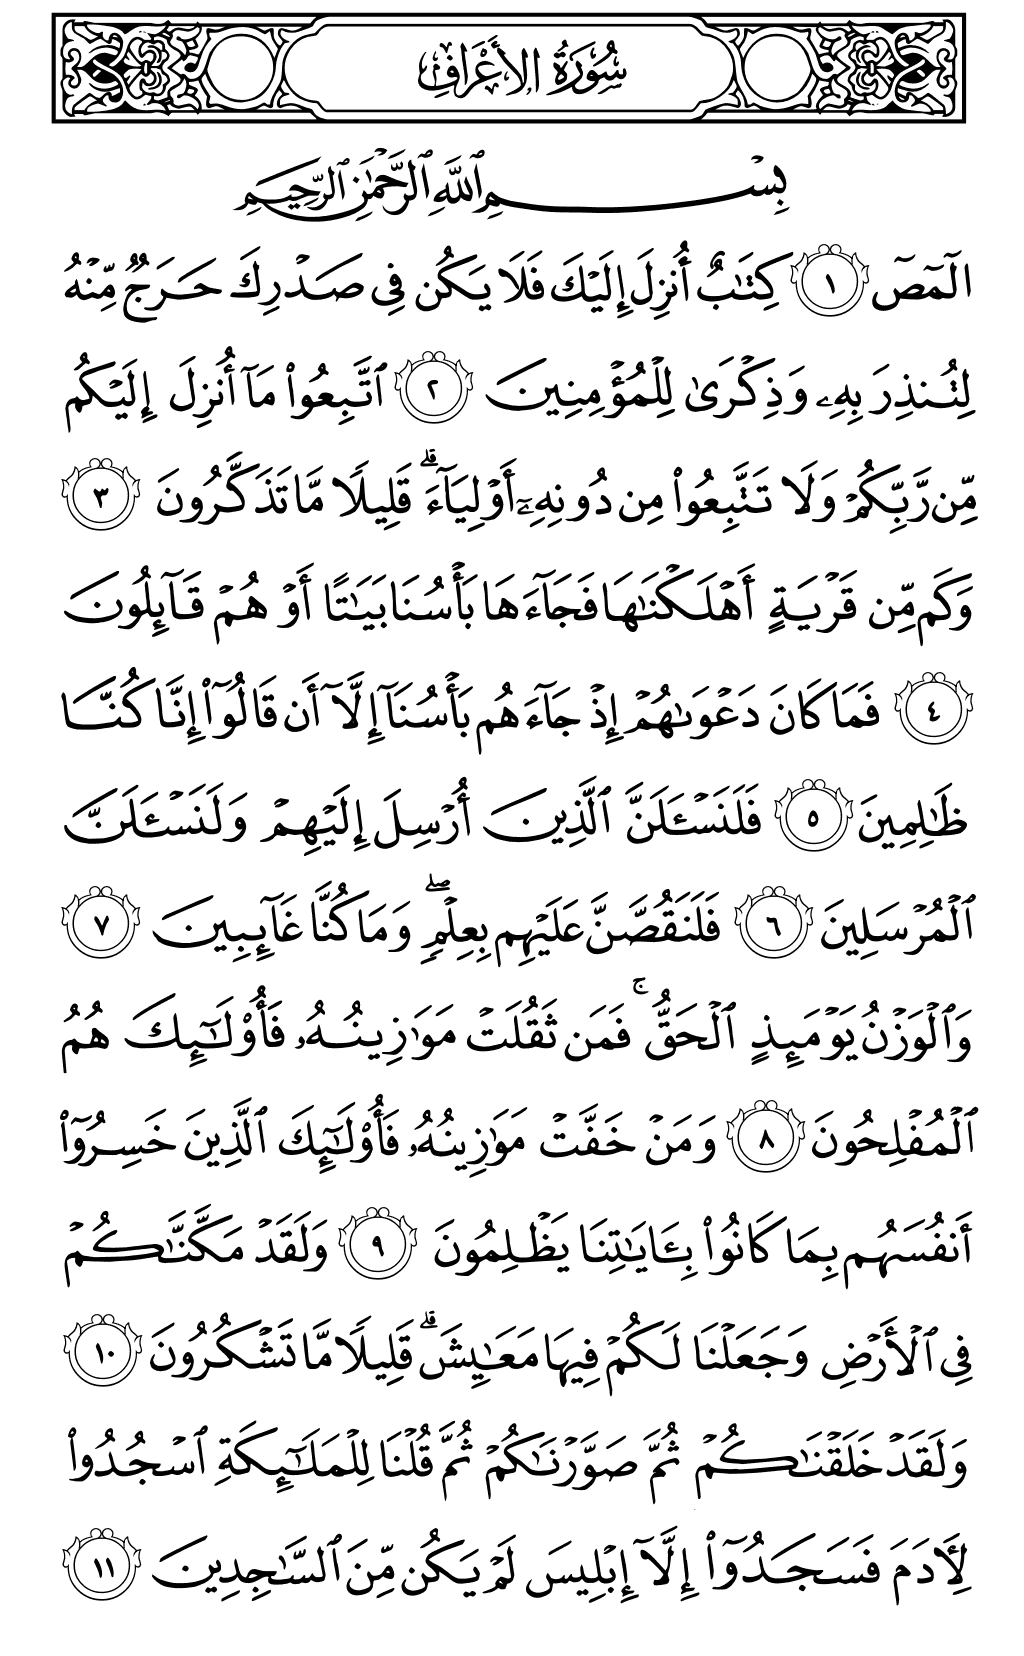 سُورَةُ الأَعْرَافِ
بِسْمِ ٱللَّهِ ٱلرَّحْمَٰنِ ٱلرَّحِيمِ
الٓمٓصٓ ١ كِتَٰبٌ أُنزِلَ إِلَيْكَ فَلَا يَكُن فِى صَدْرِكَ حَرَجٌ مِّنْهُ
لِتُنذِرَ بِهِۦ وَذِكْرَىٰ لِلْمُؤْمِنِينَ ٢ ٱتَّبِعُوا۟ مَآ أُنزِلَ إِلَيْكُم
مِّن رَّبِّكُمْ وَلَا تَتَّبِعُوا۟ مِن دُونِهِۦٓ أَوْلِيَآءَ ۗ قَلِيلًا مَّا تَذَكَّرُونَ ٣
وَكَم مِّن قَرْيَةٍ أَهْلَكْنَٰهَا فَجَآءَهَا بَأْسُنَا بَيَٰتًا أَوْ هُمْ قَآئِلُونَ
٤ فَمَا كَانَ دَعْوَىٰهُمْ إِذْ جَآءَهُم بَأْسُنَآ إِلَّآ أَن قَالُوٓا۟ إِنَّا كُنَّا
ظَٰلِمِينَ ٥ فَلَنَسْـَٔلَنَّ ٱلَّذِينَ أُرْسِلَ إِلَيْهِمْ وَلَنَسْـَٔلَنَّ
ٱلْمُرْسَلِينَ ٦ فَلَنَقُصَّنَّ عَلَيْهِم بِعِلْمٍ ۖ وَمَا كُنَّا غَآئِبِينَ ٧
وَٱلْوَزْنُ يَوْمَئِذٍ ٱلْحَقُّ ۚ فَمَن ثَقُلَتْ مَوَٰزِينُهُۥ فَأُو۟لَٰٓئِكَ هُمُ
ٱلْمُفْلِحُونَ ٨ وَمَنْ خَفَّتْ مَوَٰزِينُهُۥ فَأُو۟لَٰٓئِكَ ٱلَّذِينَ خَسِرُوٓا۟
أَنفُسَهُم بِمَا كَانُوا۟ بِـَٔايَٰتِنَا يَظْلِمُونَ ٩ وَلَقَدْ مَكَّنَّٰكُمْ
فِى ٱلْأَرْضِ وَجَعَلْنَا لَكُمْ فِيهَا مَعَٰيِشَ ۗ قَلِيلًا مَّا تَشْكُرُونَ ١٠
وَلَقَدْ خَلَقْنَٰكُمْ ثُمَّ صَوَّرْنَٰكُمْ ثُمَّ قُلْنَا لِلْمَلَٰٓئِكَةِ ٱسْجُدُوا۟
لِـَٔادَمَ فَسَجَدُوٓا۟ إِلَّآ إِبْلِيسَ لَمْ يَكُن مِّنَ ٱلسَّٰجِدِينَ ١١